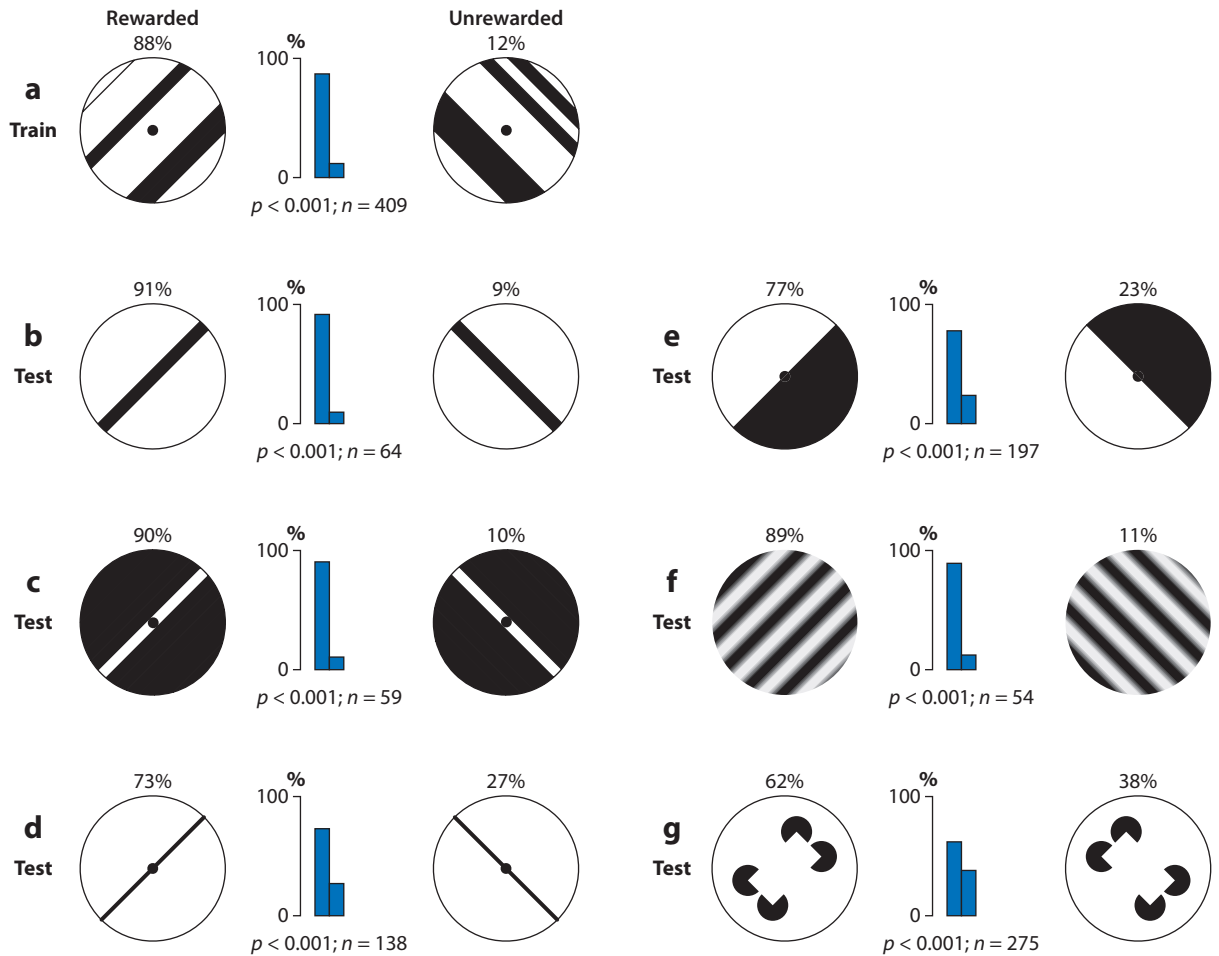 Rewarded
Unrewarded
88%
%
12%
100
0
a
Train
p < 0.001; n = 409
91%
%
9%
100
0
b
Test
p < 0.001; n = 64
77%
%
23%
100
0
e
Test
p < 0.001; n = 197
90%
%
10%
100
0
c
Test
p < 0.001; n = 59
89%
%
11%
100
0
f
Test
p < 0.001; n = 54
73%
%
27%
100
0
d
Test
p < 0.001; n = 138
62%
%
38%
100
0
g
Test
p < 0.001; n = 275